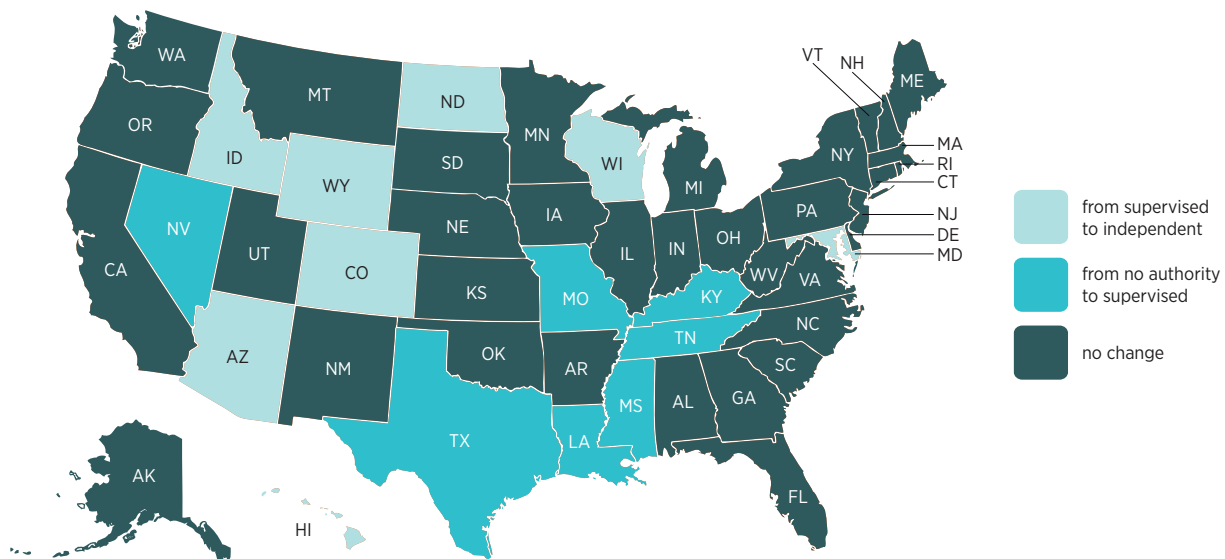 WA
OR
CA
NV
ID
MT
WY
UT
AZ
CO
NM
ND
SD
NE
KS
OK
TX
MN
IA
MO
AR
LA
WI
IL
MI
IN
OH
KY
TN
MS
AL
GA
FL
SC
NC
VA
WV
PA
NY
VT
NH
ME
MA
RI
CT
NJ
DE
MD
AK
HI
from supervised
to independent
from no authority
to supervised
no change